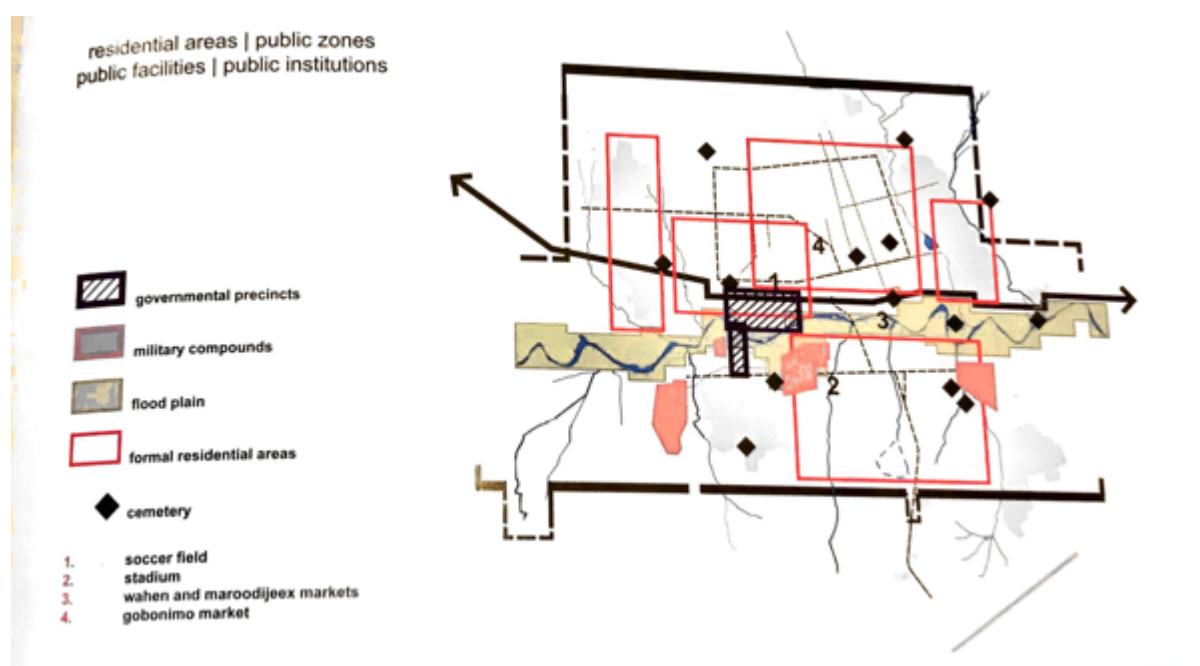 residential areas | public zones
public facilities | public institutions
governmental precincts
military compounds
flood plain
formal residential areas
cemetery
1. soccer field
2. stadium
3. wahen and maroodijeex markets
4. gobonimo market
4
1
3
2